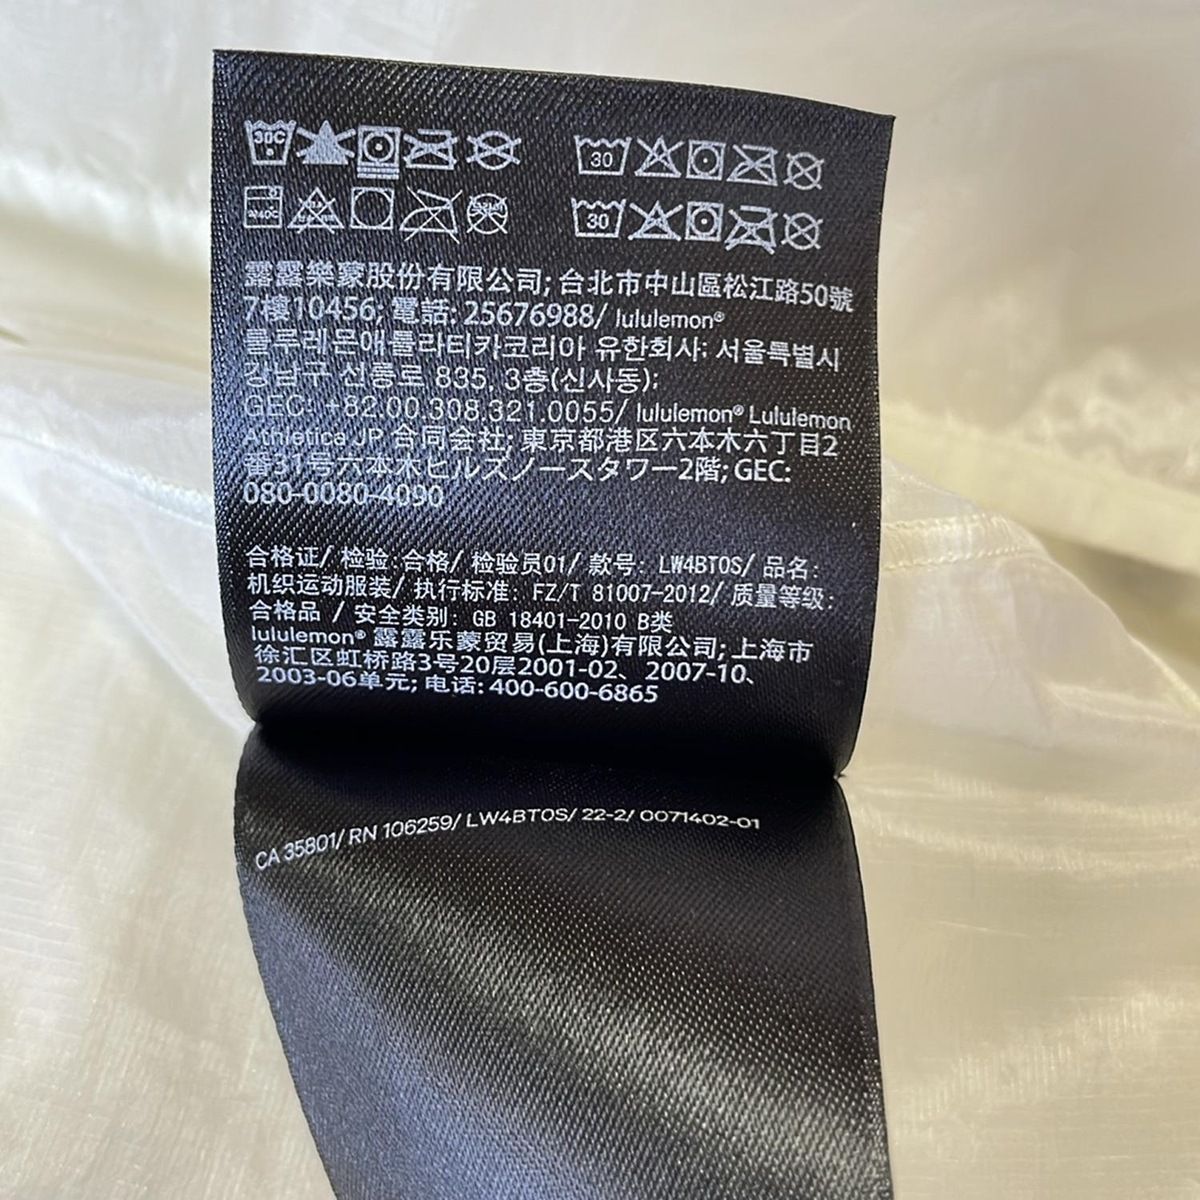 30C
30
30
露露樂蒙股份有限公司; 台北市中山區松江路50號
7樓10456; 電話: 25676988/ lululemon®
룰루레몬애틀라티카코리아 유한회사: 서울특별시
강남구 신룡로 835, 3층(신사동):
GEC: +82.00.308.321.0055/ lululemon® Lululemon
Athletica JP 合同会社; 東京都港区六本木六丁目2
番31号六本木ヒルズノースタワー2階; GEC:
080-0080-4090
合格证/ 检验: 合格/ 检验员01/ 款号: LW4BT0S/ 品名:
机织运动服装/ 执行标准: FZ/T 81007-2012/ 质量等级:
合格品 / 安全类别: GB 18401-2010 B类
lululemon® 露露乐蒙贸易(上海)有限公司; 上海市
徐汇区虹桥路3号20层2001-02、2007-10、
2003-06单元; 电话: 400-600-6865
CA 35801/ RN 106259/ LW4BT0S/ 22-2/ 0071402-01